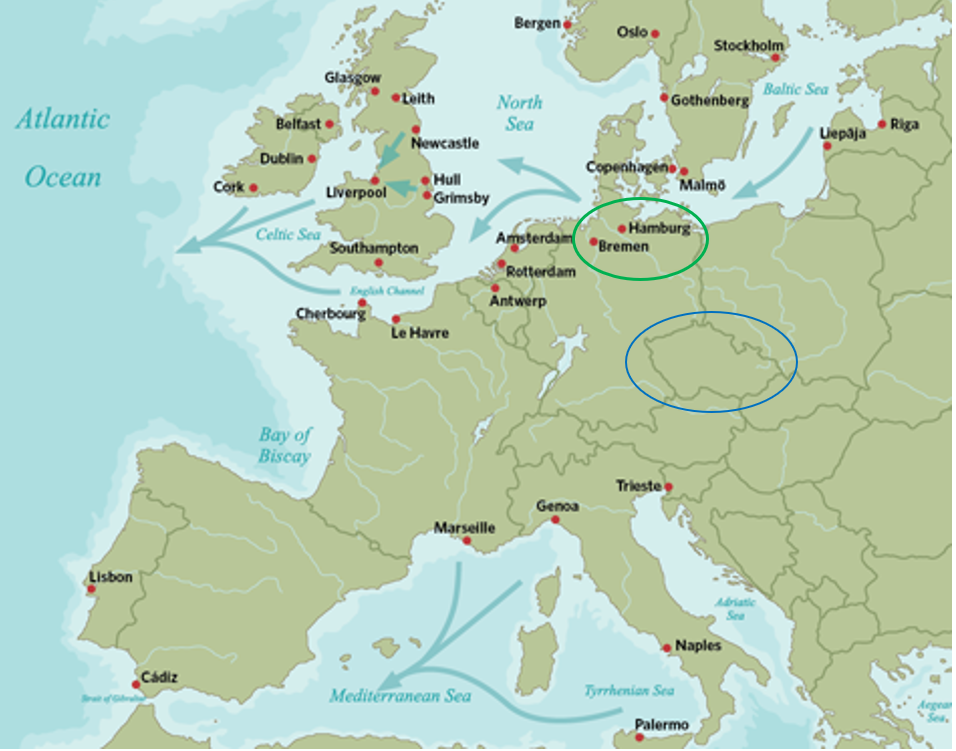 Bergen
Oslo
Stockholm
Glasgow
Leith
North
Sea
Gothenberg
Baltic Sea
Atlantic
Ocean
Belfast
Newcastle
Liepāja
Rīga
Dublin
Copenhagen
Malmö
Cork
Liverpool
Hull
Grimsby
Celtic Sea
Southampton
Amsterdam
Hamburg
Bremen
Rotterdam
English Channel
Antwerp
Cherbourg
Le Havre
Bay of
Biscay
Trieste
Genoa
Marseille
Lisbon
Adriatic
Sea
Naples
Cádiz
Strait of Gibraltar
Mediterranean Sea
Tyrrhenian Sea
Palermo
Aegean
Sea